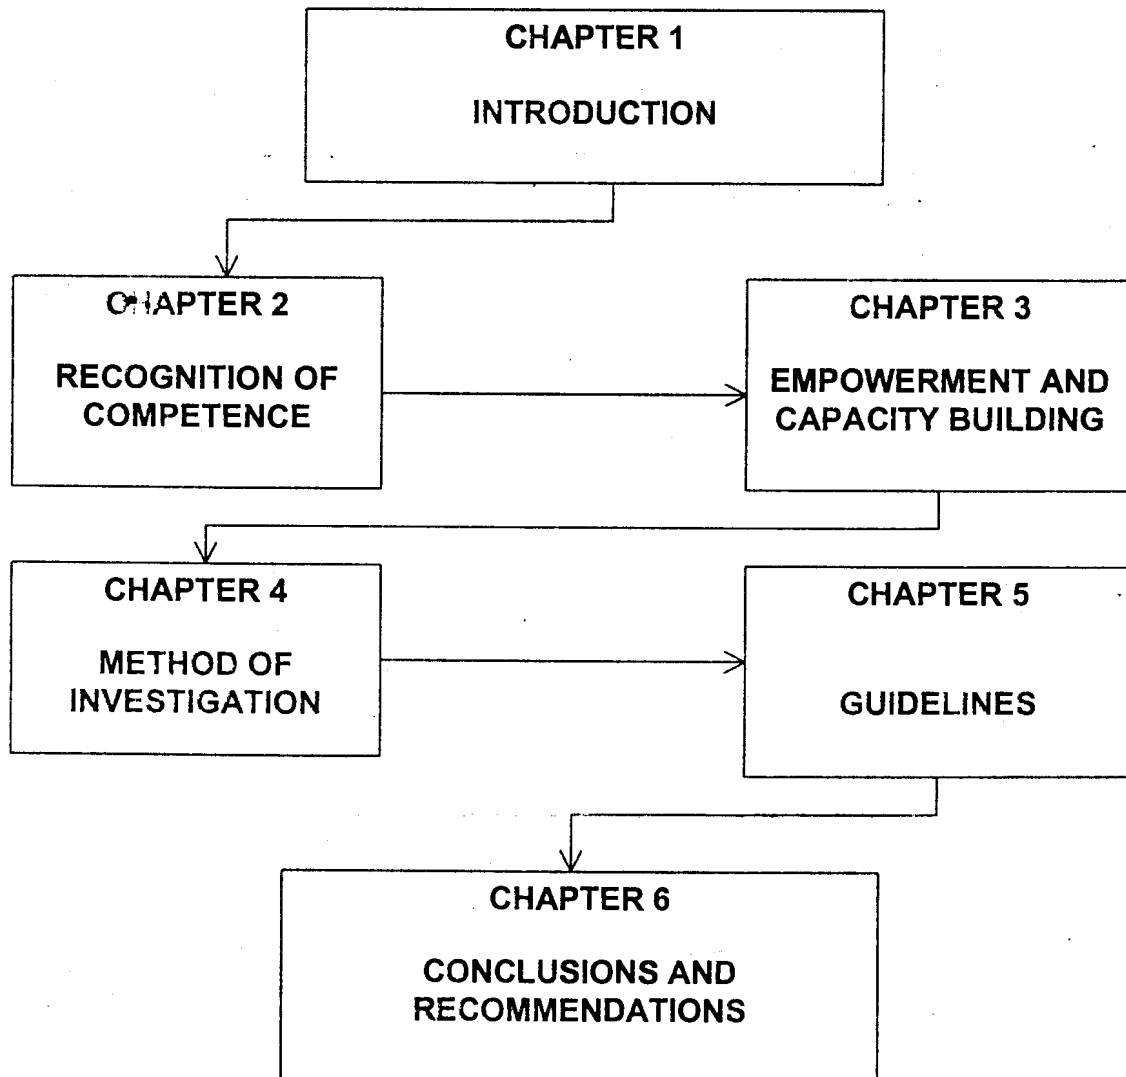 CHAPTER 1
INTRODUCTION
CHAPTER 2
RECOGNITION OF
COMPETENCE
CHAPTER 3
EMPOWERMENT AND
CAPACITY BUILDING
CHAPTER 4
METHOD OF
INVESTIGATION
CHAPTER 5
GUIDELINES
CHAPTER 6
CONCLUSIONS AND
RECOMMENDATIONS